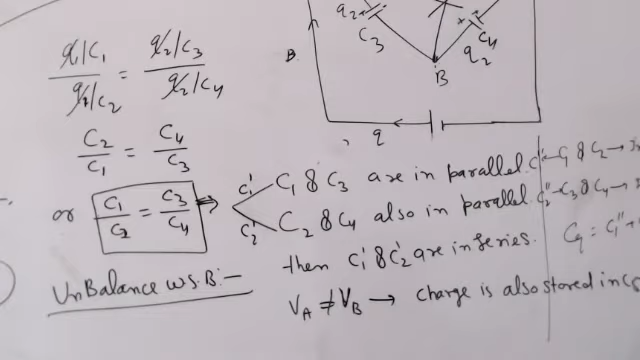 q₂
C₃
C₄
q₂
B
q
q₁/C₁ / q₁/C₂ = q₂/C₃ / q₂/C₄
C₂/C₁ = C₄/C₃
or C₁/C₂ = C₃/C₄ ⇒
C₁' C₁ & C₃ are in parallel. C₁''→C₁ & C₂→
C₂' C₂ & C₄ also in parallel. C₂''→C₃ & C₄→
then C₁' & C₂' are in series. Cq = C₁'' +
UnBalance W.S.B:-
V_A ≠ V_B → charge is also stored in C₅